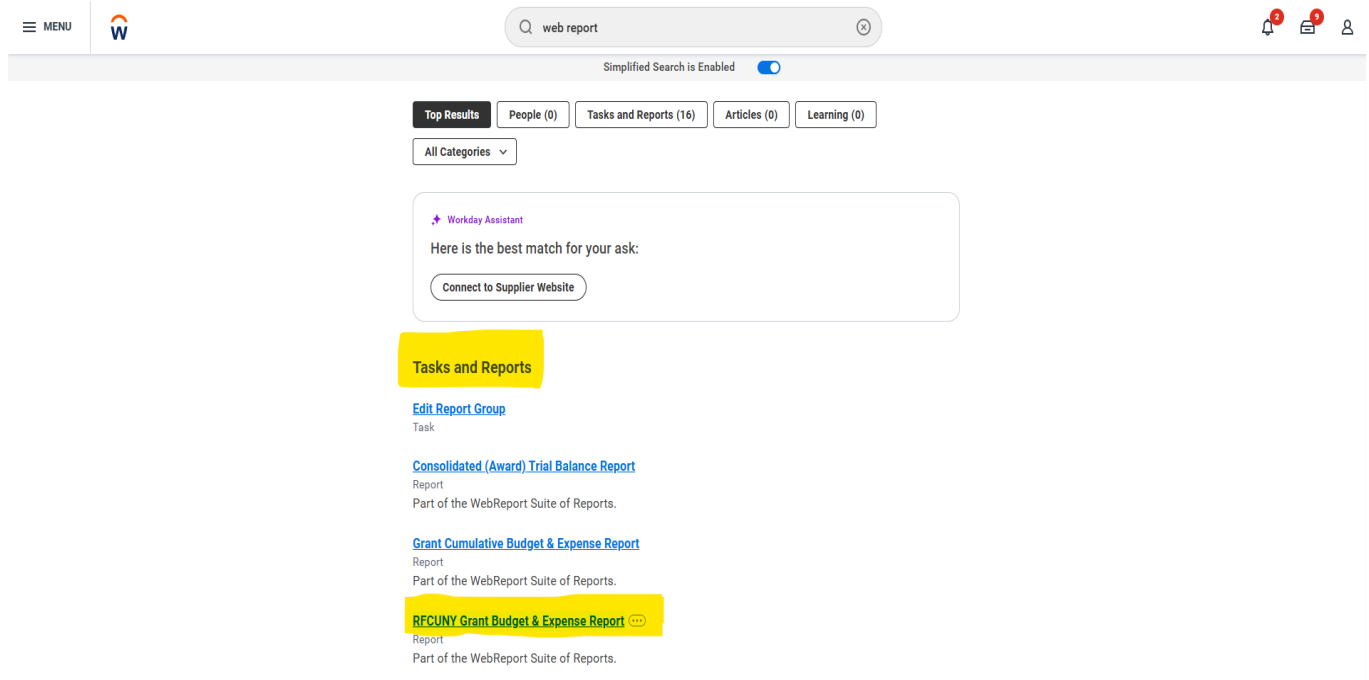 MENU
W
web report
2
9
Simplified Search is Enabled
Top Results
People (0)
Tasks and Reports (16)
Articles (0)
Learning (0)
All Categories
Workday Assistant
Here is the best match for your ask:
Connect to Supplier Website
Tasks and Reports
Edit Report Group
Task
Consolidated (Award) Trial Balance Report
Report
Part of the WebReport Suite of Reports.
Grant Cumulative Budget & Expense Report
Report
Part of the WebReport Suite of Reports.
RFCUNY Grant Budget & Expense Report
Report
Part of the WebReport Suite of Reports.